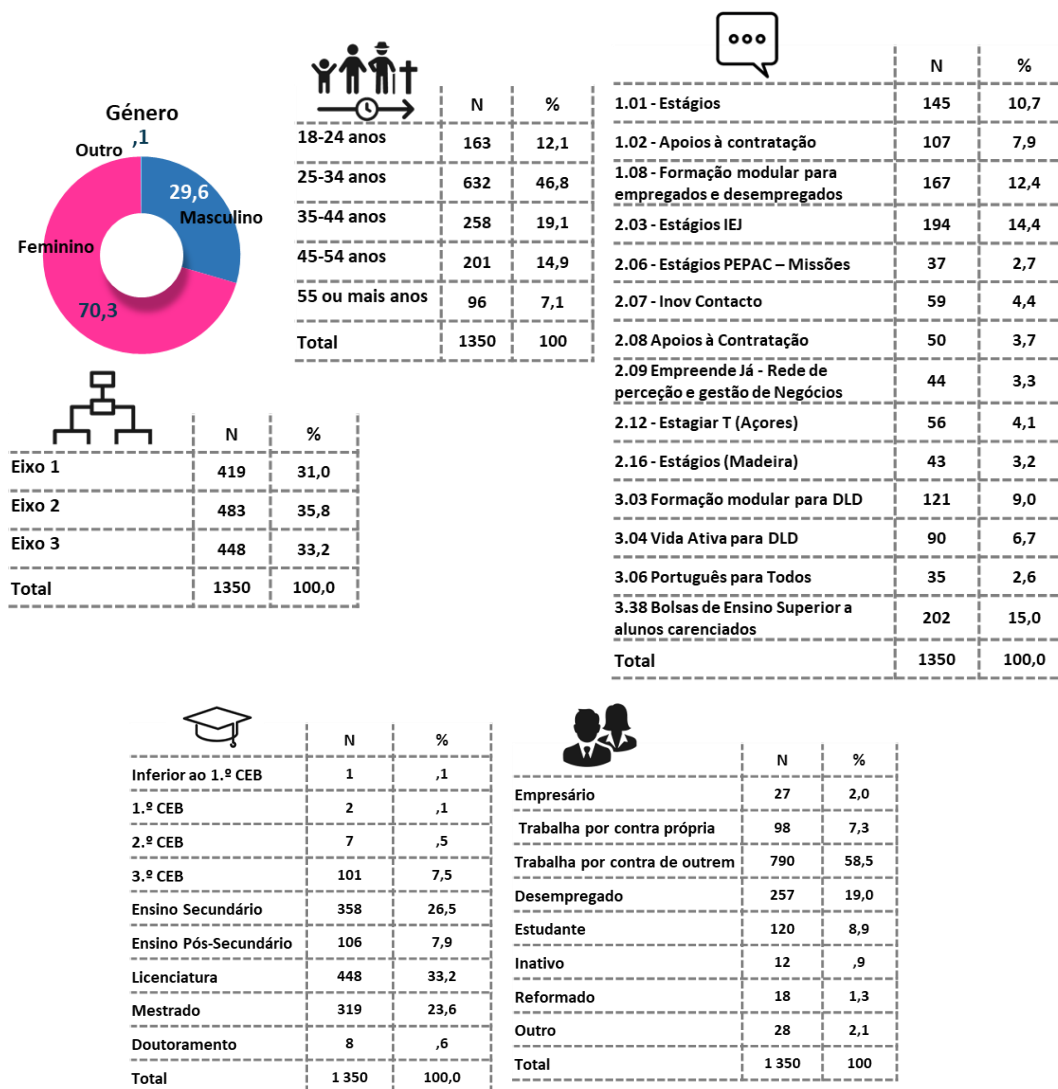 Género
,1
Outro
29,6
Masculino
Feminino
70,3
N %
18-24 anos 163 12,1
25-34 anos 632 46,8
35-44 anos 258 19,1
45-54 anos 201 14,9
55 ou mais anos 96 7,1
Total 1350 100
N %
Eixo 1 419 31,0
Eixo 2 483 35,8
Eixo 3 448 33,2
Total 1350 100,0
N %
1.01 - Estágios 145 10,7
1.02 - Apoios à contratação 107 7,9
1.08 - Formação modular para
empregados e desempregados 167 12,4
2.03 - Estágios IEJ 194 14,4
2.06 - Estágios PEPAC – Missões 37 2,7
2.07 - Inov Contacto 59 4,4
2.08 Apoios à Contratação 50 3,7
2.09 Empreende Já - Rede de
perceção e gestão de Negócios 44 3,3
2.12 - Estagiar T (Açores) 56 4,1
2.16 - Estágios (Madeira) 43 3,2
3.03 Formação modular para DLD 121 9,0
3.04 Vida Ativa para DLD 90 6,7
3.06 Português para Todos 35 2,6
3.38 Bolsas de Ensino Superior a
alunos carenciados 202 15,0
Total 1350 100,0
N %
Inferior ao 1.º CEB 1 ,1
1.º CEB 2 ,1
2.º CEB 7 ,5
3.º CEB 101 7,5
Ensino Secundário 358 26,5
Ensino Pós-Secundário 106 7,9
Licenciatura 448 33,2
Mestrado 319 23,6
Doutoramento 8 ,6
Total 1 350 100,0
N %
Empresário 27 2,0
Trabalha por contra própria 98 7,3
Trabalha por contra de outrem 790 58,5
Desempregado 257 19,0
Estudante 120 8,9
Inativo 12 ,9
Reformado 18 1,3
Outro 28 2,1
Total 1 350 100